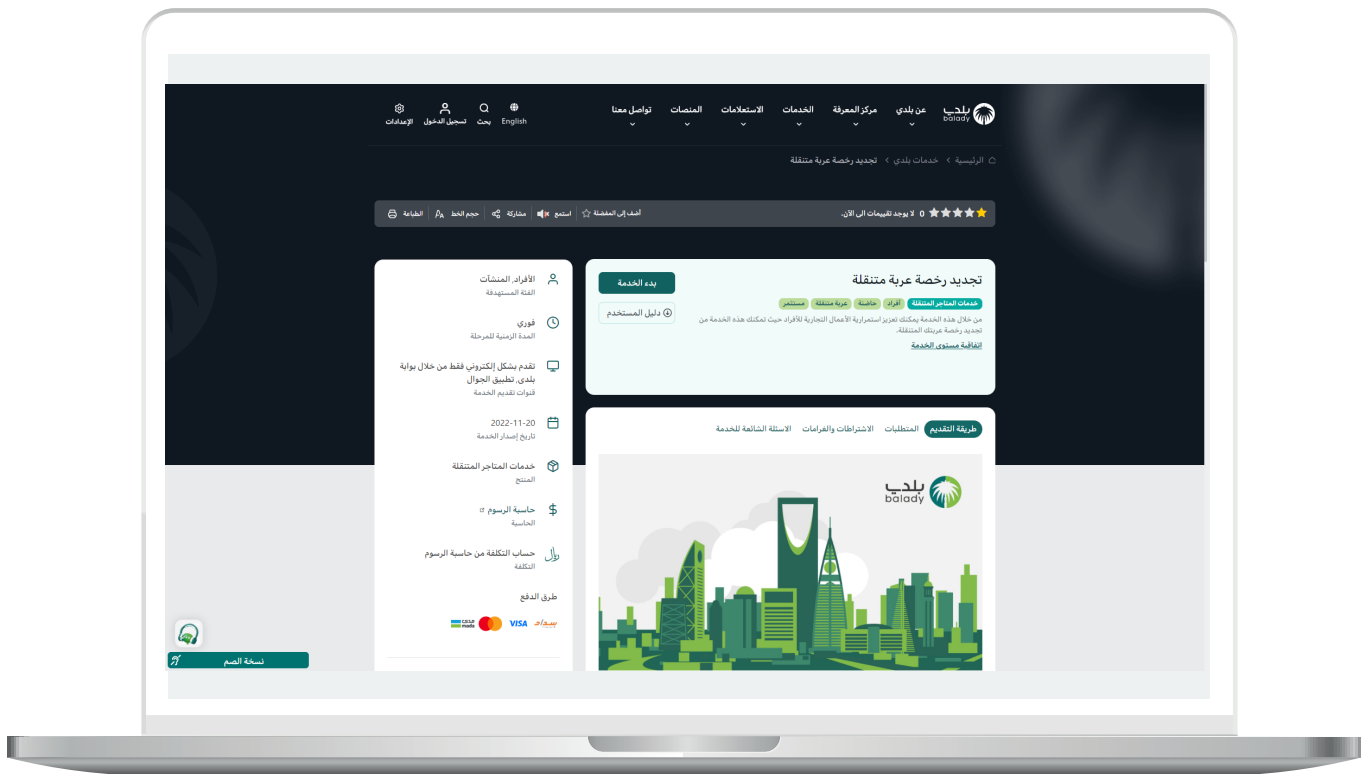 بلدي
balady
عن بلدي
مركز المعرفة
الخدمات
الاستعلامات
المنصات
تواصل معنا
English
بحث
تسجيل الدخول
الإعدادات
الرئيسية > خدمات بلدي > تجديد رخصة عربة متنقلة
0 لا يوجد تقييمات الى الآن.
أضف إلى المفضلة
استمع
مشاركة
حجم الخط
الطباعة
تجديد رخصة عربة متنقلة
خدمات المتاجر المتنقلة أفراد حاضنة عربة متنقلة مستثمر
من خلال هذه الخدمة يمكنك تعزيز استمرارية الأعمال التجارية للأفراد حيث تمكنك هذه الخدمة من
تجديد رخصة عربتك المتنقلة.
اتفاقية مستوى الخدمة
بدء الخدمة
دليل المستخدم
طريقة التقديم
المتطلبات
الاشتراطات والغرامات
الاسئلة الشائعة للخدمة
بلدي
balady
الأفراد, المنشآت
الفئة المستهدفة
فوري
المدة الزمنية للمرحلة
تقدم بشكل إلكتروني فقط من خلال بوابة
بلدي, تطبيق الجوال
قنوات تقديم الخدمة
2022-11-20
تاريخ إصدار الخدمة
خدمات المتاجر المتنقلة
المنتج
حاسبة الرسوم
الحاسبة
حساب التكلفة من حاسبة الرسوم
التكلفة
طرق الدفع
سداد
VISA
مدى
mada
نسخة الصم